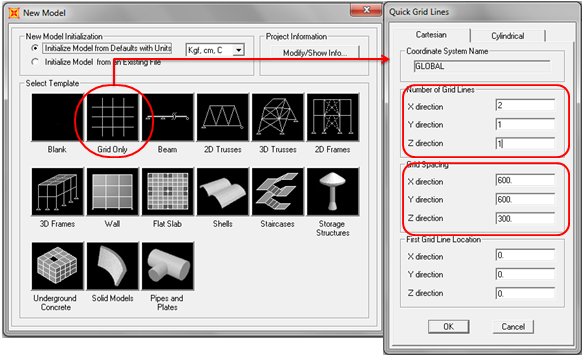 New Model
New Model Initialization
Initialize Model from Defaults with Units
Kgf, cm, C
Initialize Model from an Existing File
Project Information
Modify/Show Info...
Select Template
Blank
Grid Only
Beam
2D Trusses
3D Trusses
2D Frames
3D Frames
Wall
Flat Slab
Shells
Staircases
Storage
Structures
Underground
Concrete
Solid Models
Pipes and
Plates
Quick Grid Lines
Cartesian
Cylindrical
Coordinate System Name
GLOBAL
Number of Grid Lines
X direction 2
Y direction 1
Z direction 1
Grid Spacing
X direction 600.
Y direction 600.
Z direction 300.
First Grid Line Location
X direction 0.
Y direction 0.
Z direction 0.
OK
Cancel